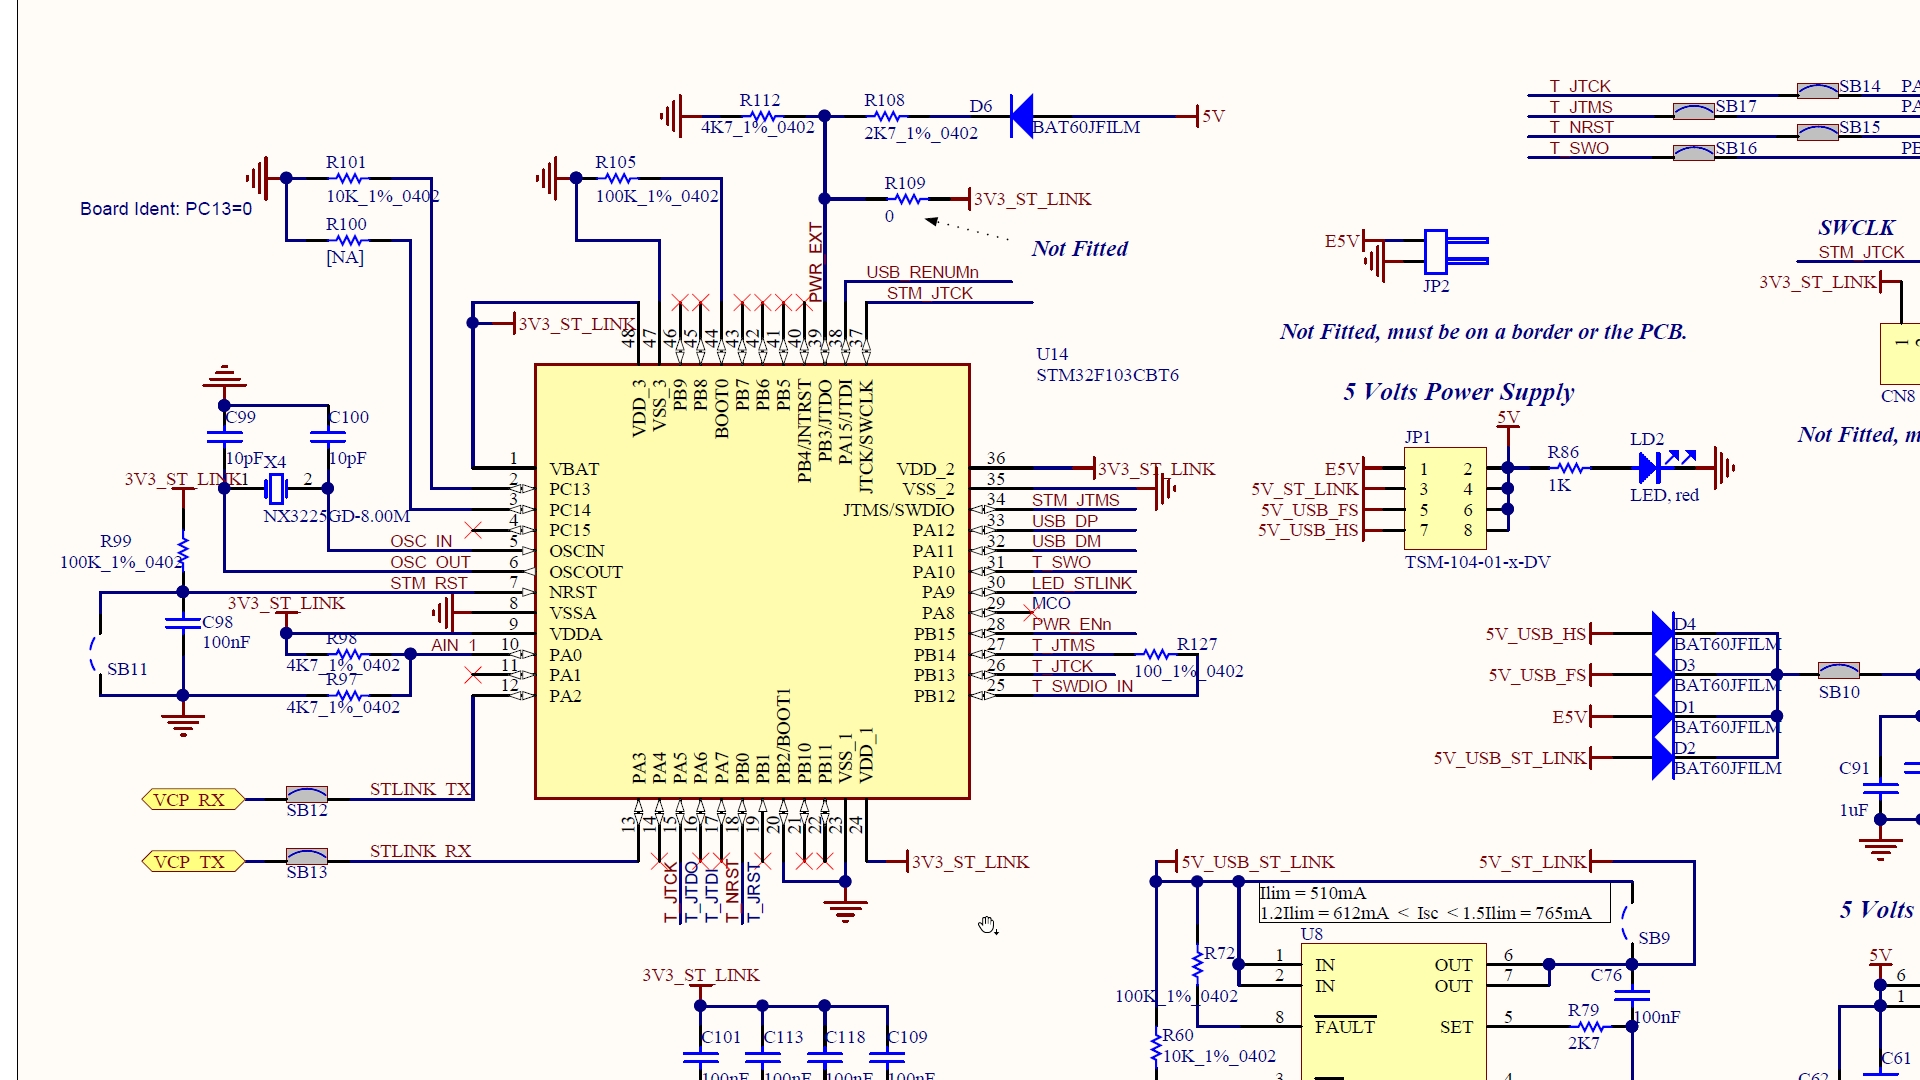 R112
4K7_1%_0402
R108
2K7_1%_0402
D6
BAT60JFILM
5V
T_JTCK
T_JTMS
T_NRST
T_SWO
SB14
SB17
SB15
SB16
R101
10K_1%_0402
R100
[NA]
Board Ident: PC13=0
R105
100K_1%_0402
R109
0
3V3_ST_LINK
Not Fitted
PWR_EXT
USB_RENUMn
STM_JTCK
E5V
JP2
SWCLK
STM_JTCK
3V3_ST_LINK
1
CN8
Not Fitted, must be on a border or the PCB.
3V3_ST_LINK
48
47
46
45
44
43
42
41
40
39
38
37
U14
STM32F103CBT6
VDD_3
VSS_3
PB9
PB8
BOOT0
PB7
PB6
PB5
PB4/JNTRST
PB3/JTDO
PA15/JTDI
JTCK/SWCLK
5 Volts Power Supply
5V
JP1
E5V 1 2
5V_ST_LINK 3 4
5V_USB_FS 5 6
5V_USB_HS 7 8
TSM-104-01-x-DV
R86
1K
LD2
LED, red
Not Fitted, m
C99
10pF
C100
10pF
X4
1 2
NX3225GD-8.00M
3V3_ST_LINK
R99
100K_1%_0402
OSC_IN
OSC_OUT
STM_RST
3V3_ST_LINK
C98
100nF
SB11
R98
4K7_1%_0402
R97
4K7_1%_0402
AIN_1
1 VBAT
2 PC13
3 PC14
4 PC15
5 OSCIN
6 OSCOUT
7 NRST
8 VSSA
9 VDDA
10 PA0
11 PA1
12 PA2
VDD_2 36 3V3_ST_LINK
VSS_2 35
JTMS/SWDIO 34 STM_JTMS
PA12 33 USB_DP
PA11 32 USB_DM
PA10 31 T_SWO
PA9 30 LED_STLINK
PA8 29 MCO
PB15 28 PWR_ENn
PB14 27 T_JTMS
PB13 26 T_JTCK
PB12 25 T_SWDIO_IN
R127
100_1%_0402
5V_USB_HS
D4
BAT60JFILM
5V_USB_FS
D3
BAT60JFILM
E5V
D1
BAT60JFILM
5V_USB_ST_LINK
D2
BAT60JFILM
SB10
C91
1uF
PA3
PA4
PA5
PA6
PA7
PB0
PB1
PB2/BOOT1
PB10
PB11
VSS_1
VDD_1
13
14
15
16
17
18
19
20
21
22
23
24
VCP_RX
SB12
STLINK_TX
VCP_TX
SB13
STLINK_RX
T_JTCK
T_JTDO
T_JTDI
T_NRST
T_JRST
3V3_ST_LINK
5V_USB_ST_LINK
5V_ST_LINK
Ilim = 510mA
1.2Ilim = 612mA < Isc < 1.5Ilim = 765mA
U8
SB9
R72
100K_1%_0402
R60
10K_1%_0402
1 IN
2 IN
8 FAULT
OUT 6
OUT 7
SET 5
C76
100nF
R79
2K7
5 Volts
5V
6
1
C61
3V3_ST_LINK
C101
100nF
C113
100nF
C118
100nF
C109
100nF